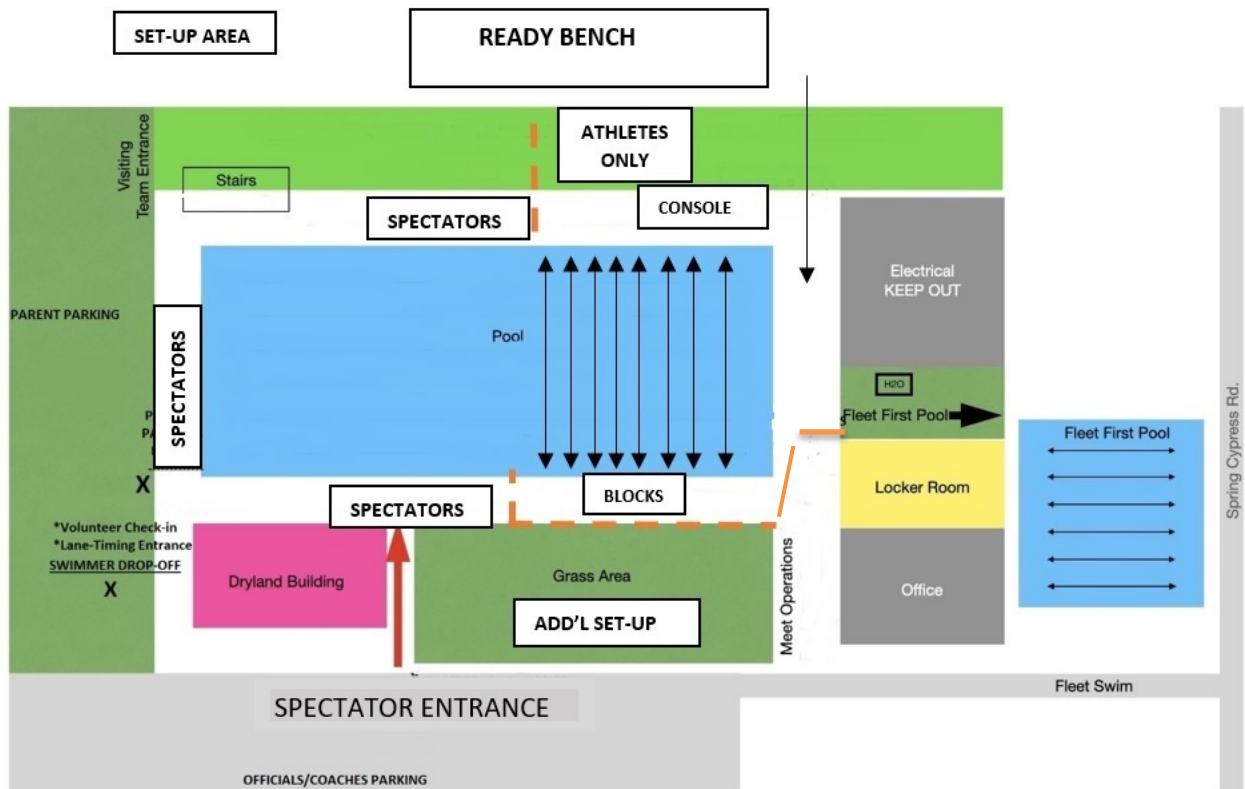 SET-UP AREA
READY BENCH
Visiting
Team Entrance
Stairs
ATHLETES
ONLY
CONSOLE
SPECTATORS
Electrical
KEEP OUT
PARENT PARKING
SPECTATORS
Pool
H2O
Fleet First Pool
Fleet First Pool
Spring Cypress Rd.
Locker Room
X
BLOCKS
SPECTATORS
*Volunteer Check-in
*Lane-Timing Entrance
SWIMMER DROP-OFF
X
Dryland Building
Grass Area
ADD'L SET-UP
Meet Operations
Office
Fleet Swim
SPECTATOR ENTRANCE
OFFICIALS/COACHES PARKING